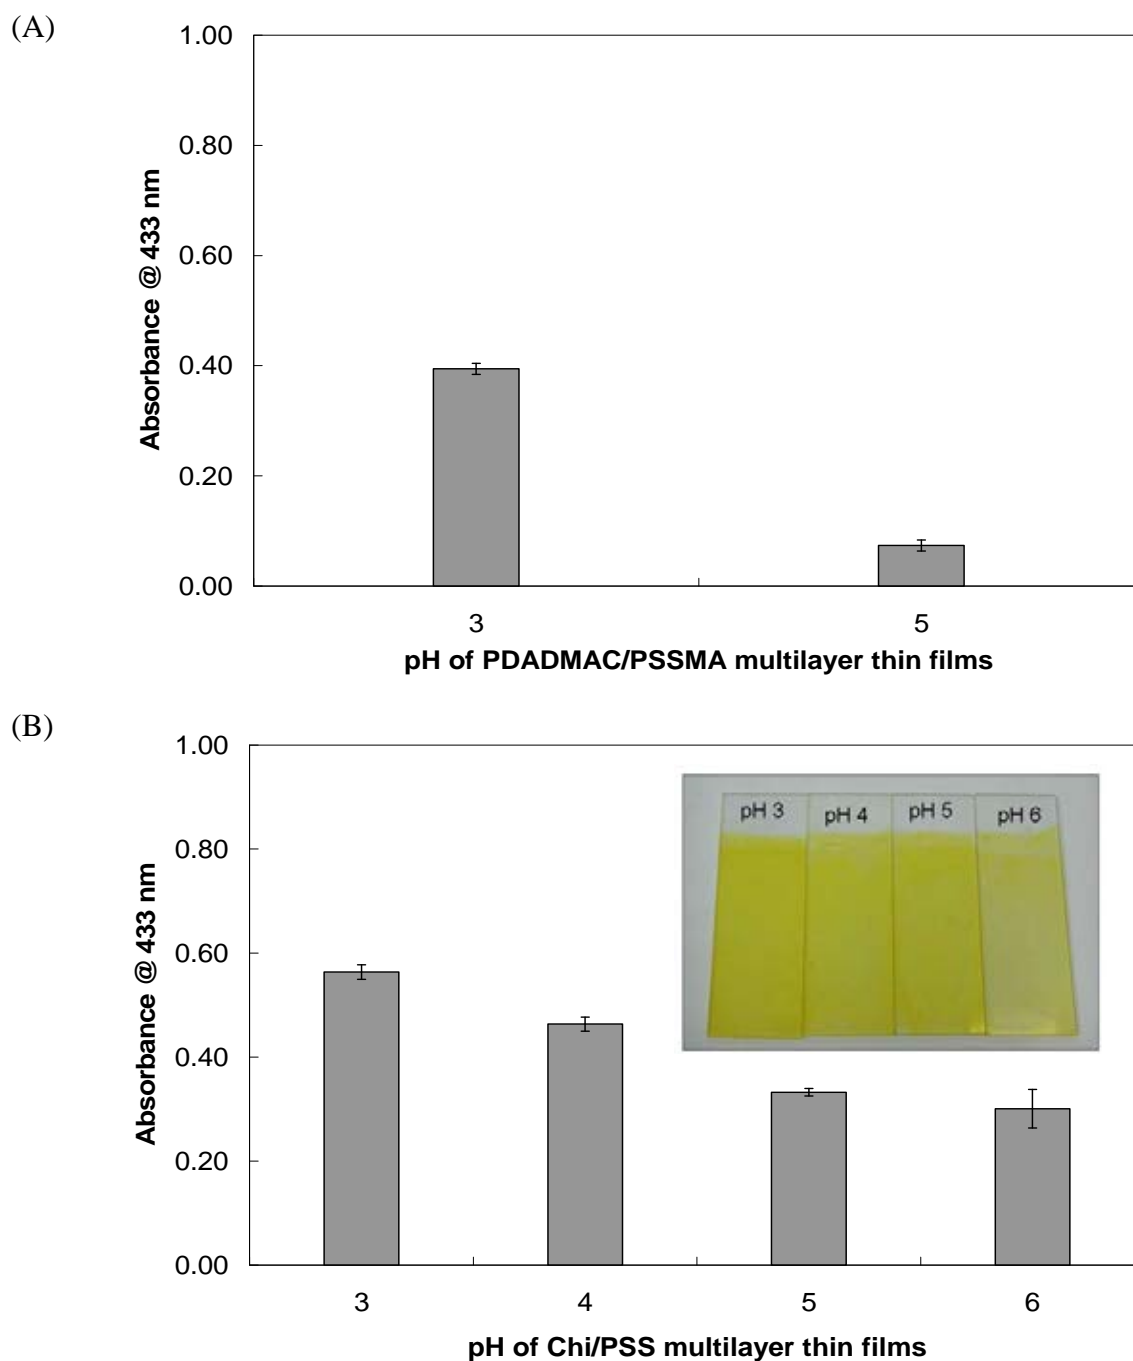 (A)
1.00
0.80
0.60
0.40
0.20
0.00
Absorbance @ 433 nm
3 5
pH of PDADMAC/PSSMA multilayer thin films
(B)
1.00
0.80
0.60
0.40
0.20
0.00
Absorbance @ 433 nm
pH 3 pH 4 pH 5 pH 6
3 4 5 6
pH of Chi/PSS multilayer thin films